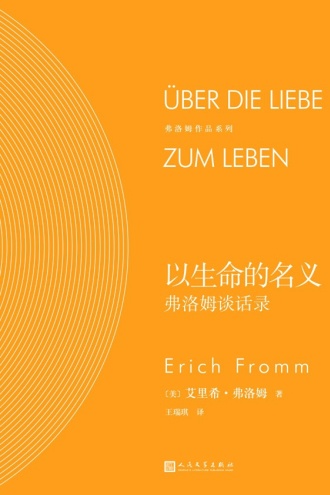 ÜBER DIE LIEBE
弗洛姆作品系列
ZUM LEBEN
以生命的名义
弗洛姆谈话录
Erich Fromm
［美］艾里希·弗洛姆 著
王瑞琪 译
人民文学出版社